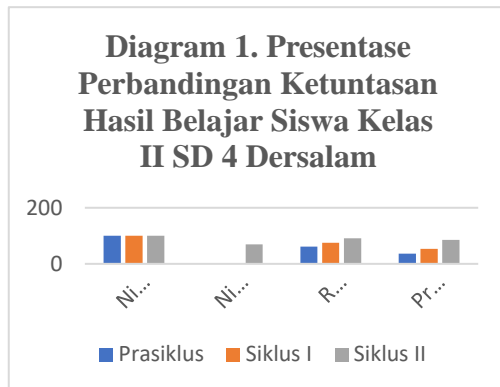 Diagram 1. Presentase
Perbandingan Ketuntasan
Hasil Belajar Siswa Kelas
II SD 4 Dersalam
200
0
Ni...
Ni...
R...
Pr...
Prasiklus
Siklus I
Siklus II